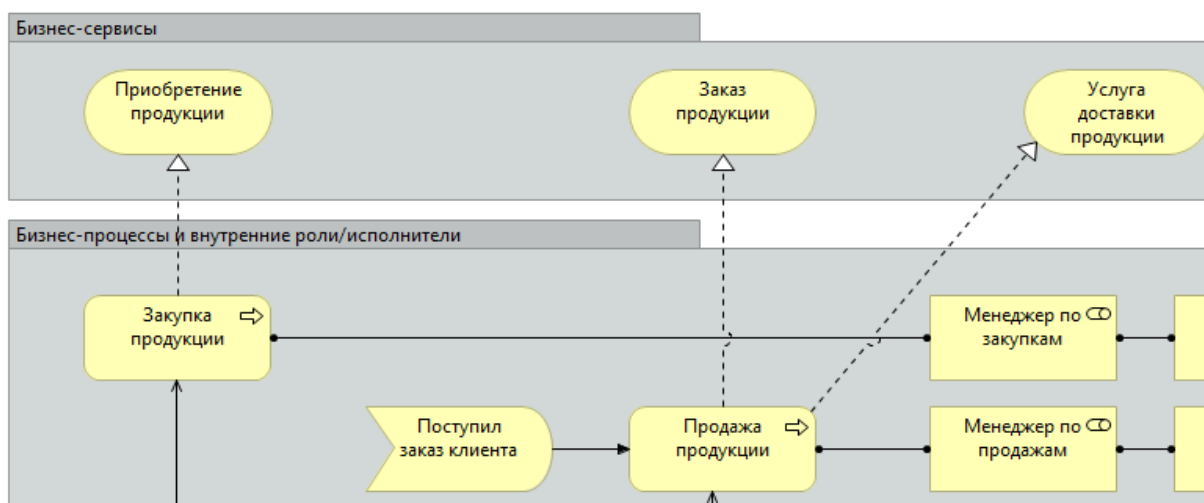 Бизнес-сервисы
Приобретение
продукции
Заказ
продукции
Услуга
доставки
продукции
Бизнес-процессы и внутренние роли/исполнители
Закупка
продукции
Менеджер по
закупкам
Поступил
заказ клиента
Продажа
продукции
Менеджер по
продажам